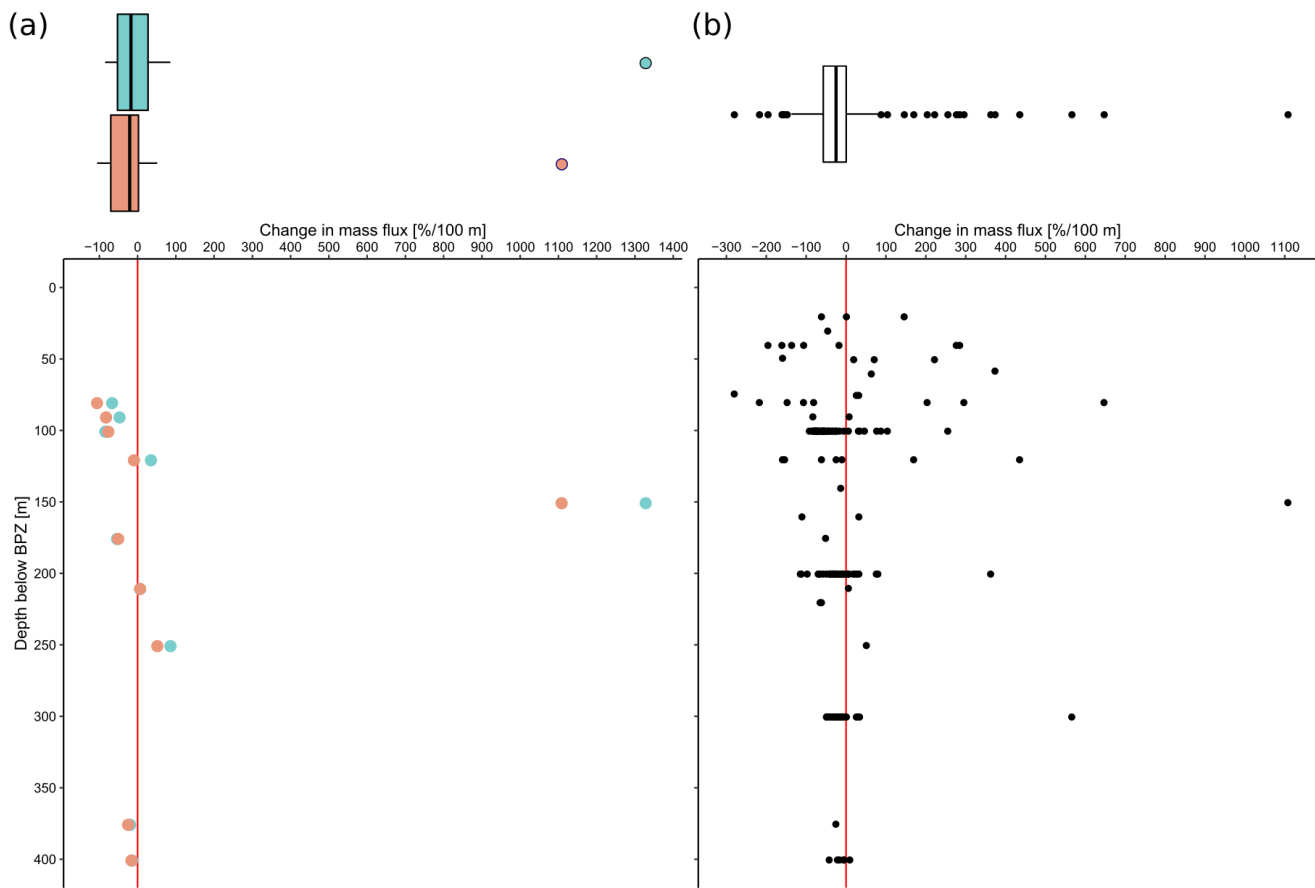 (a)
(b)
Change in mass flux [%/100 m]
−100 0 100 200 300 400 500 600 700 800 900 1000 1100 1200 1300 1400
Change in mass flux [%/100 m]
−300 −200 −100 0 100 200 300 400 500 600 700 800 900 1000 1100
Depth below BPZ [m]
0
50
100
150
200
250
300
350
400